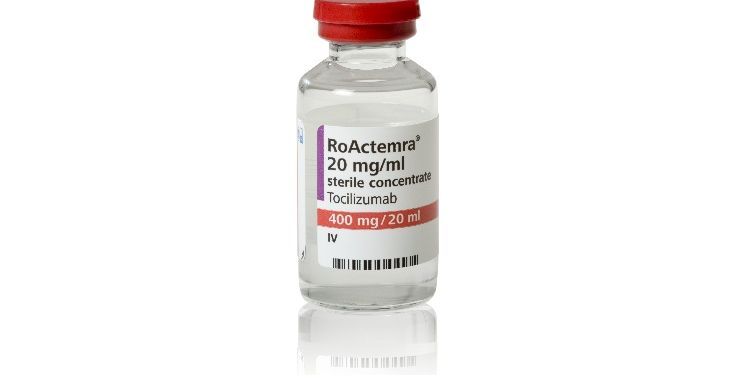 RoActemra®
20 mg/ml
sterile concentrate
Tocilizumab
400 mg/20 ml
IV